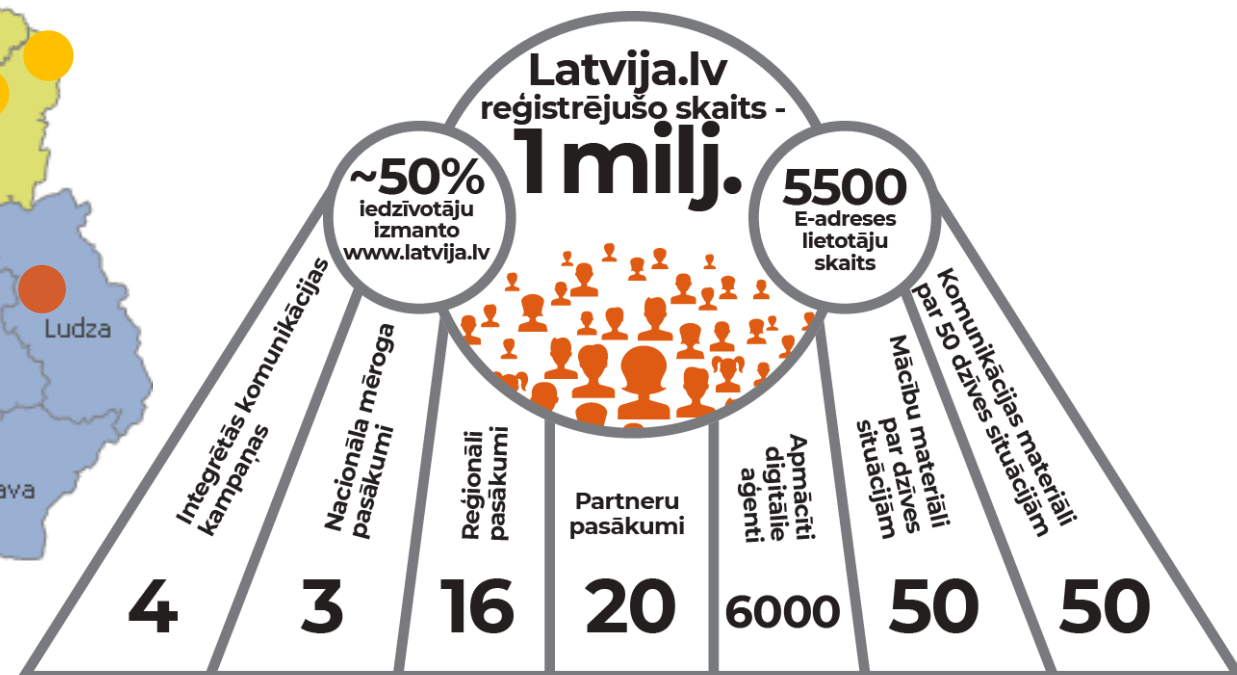 Latvija.lv
reģistrējušo skaits -
1 milj.
~50%
iedzīvotāju
izmanto
www.latvija.lv
5500
E-adreses
lietotāju
skaits
Integrētās komunikācijas
kampaņas
4
Nacionāla mēroga
pasākumi
3
Reģionāli
pasākumi
16
Partneru
pasākumi
20
Apmācīti
digitālie
aģenti
6000
Mācību materiāli
par dzīves
situācijām
50
Komunikācijas materiāli
par 50 dzīves situācijām
50
Ludza
ava